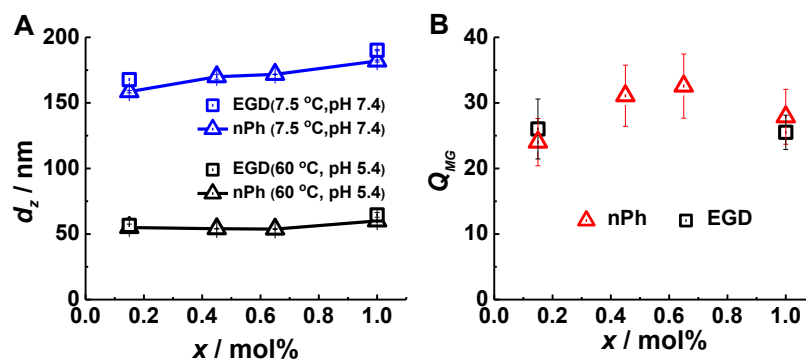 A
200
150
100
50
0
d_z / nm
EGD(7.5 °C,pH 7.4)
nPh (7.5 °C,pH 7.4)
EGD(60 °C, pH 5.4)
nPh (60 °C, pH 5.4)
0.0 0.2 0.4 0.6 0.8 1.0
x / mol%
B
40
30
20
10
0
Q_MG
nPh EGD
0.0 0.2 0.4 0.6 0.8 1.0
x / mol%